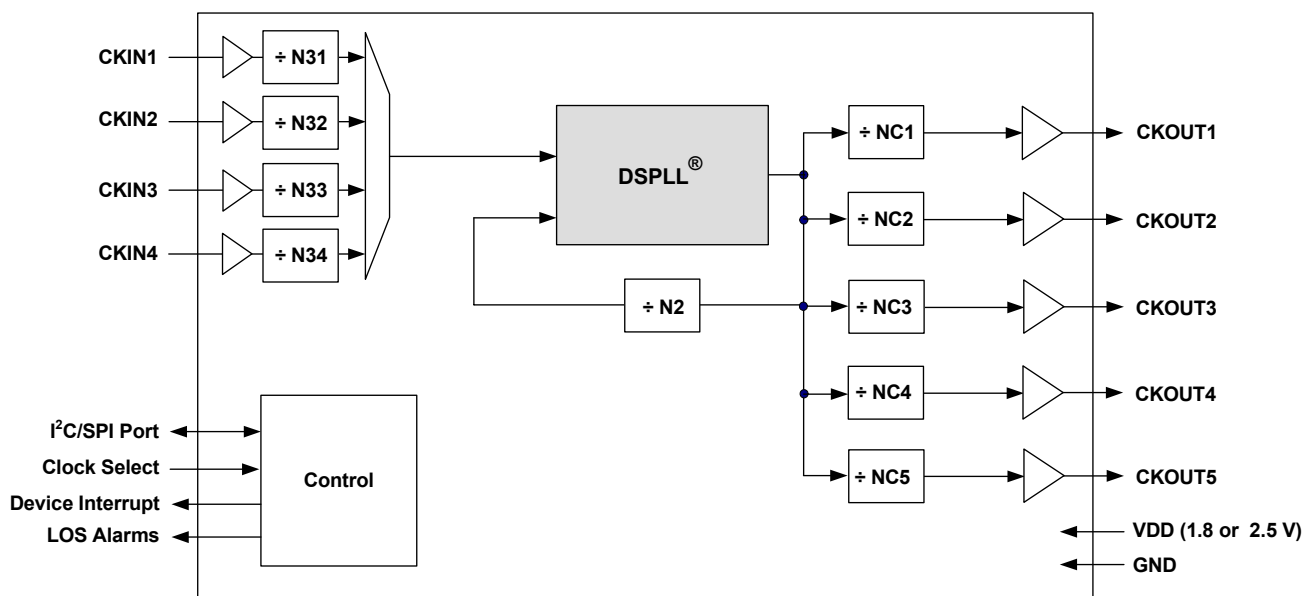 CKIN1
÷ N31
CKIN2
÷ N32
CKIN3
÷ N33
CKIN4
÷ N34
DSPLL®
÷ N2
÷ NC1
CKOUT1
÷ NC2
CKOUT2
÷ NC3
CKOUT3
÷ NC4
CKOUT4
÷ NC5
CKOUT5
I²C/SPI Port
Clock Select
Device Interrupt
LOS Alarms
Control
VDD (1.8 or 2.5 V)
GND